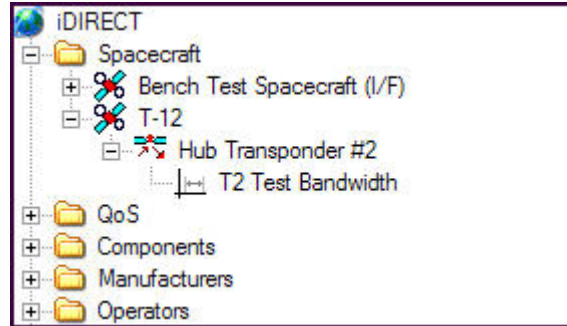 iDIRECT
Spacecraft
Bench Test Spacecraft (I/F)
T-12
Hub Transponder #2
T2 Test Bandwidth
QoS
Components
Manufacturers
Operators